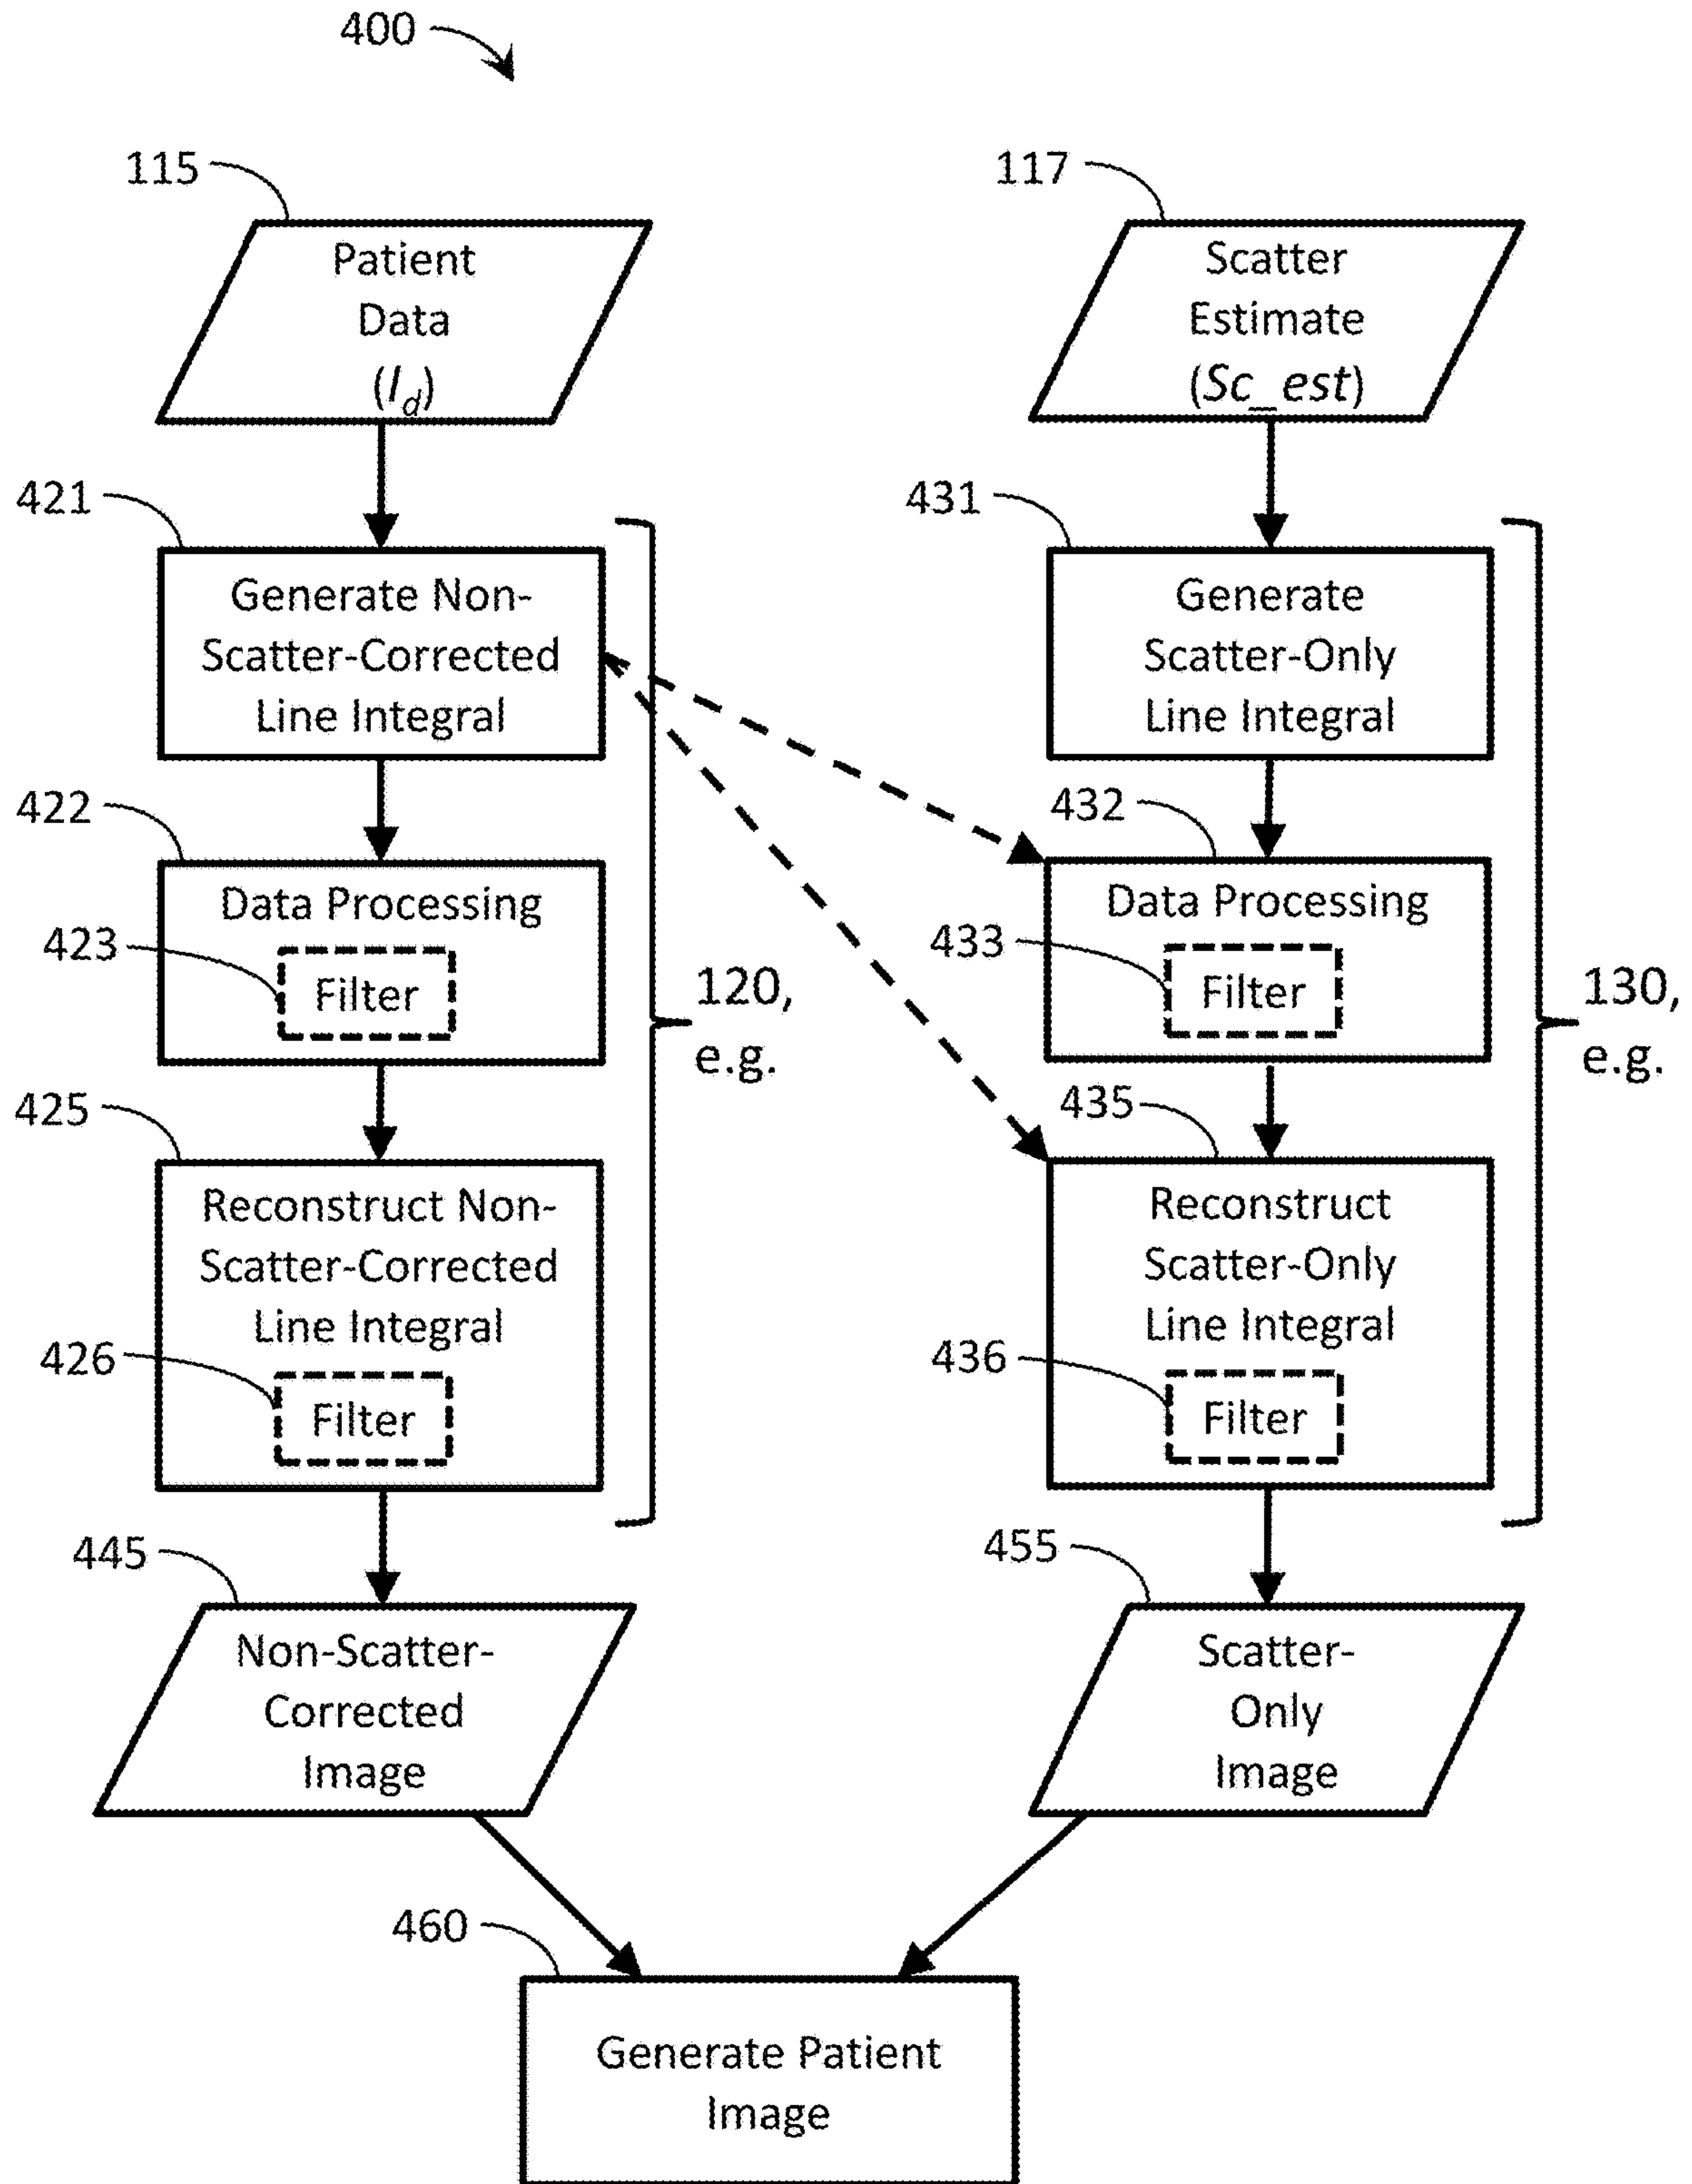 400
115
Patient
Data
(I_d)
117
Scatter
Estimate
(Sc_est)
421
Generate Non-
Scatter-Corrected
Line Integral
431
Generate
Scatter-Only
Line Integral
422
Data Processing
423
Filter
432
Data Processing
433
Filter
120,
e.g.
130,
e.g.
425
Reconstruct Non-
Scatter-Corrected
Line Integral
426
Filter
435
Reconstruct
Scatter-Only
Line Integral
436
Filter
445
Non-Scatter-
Corrected
Image
455
Scatter-
Only
Image
460
Generate Patient
Image